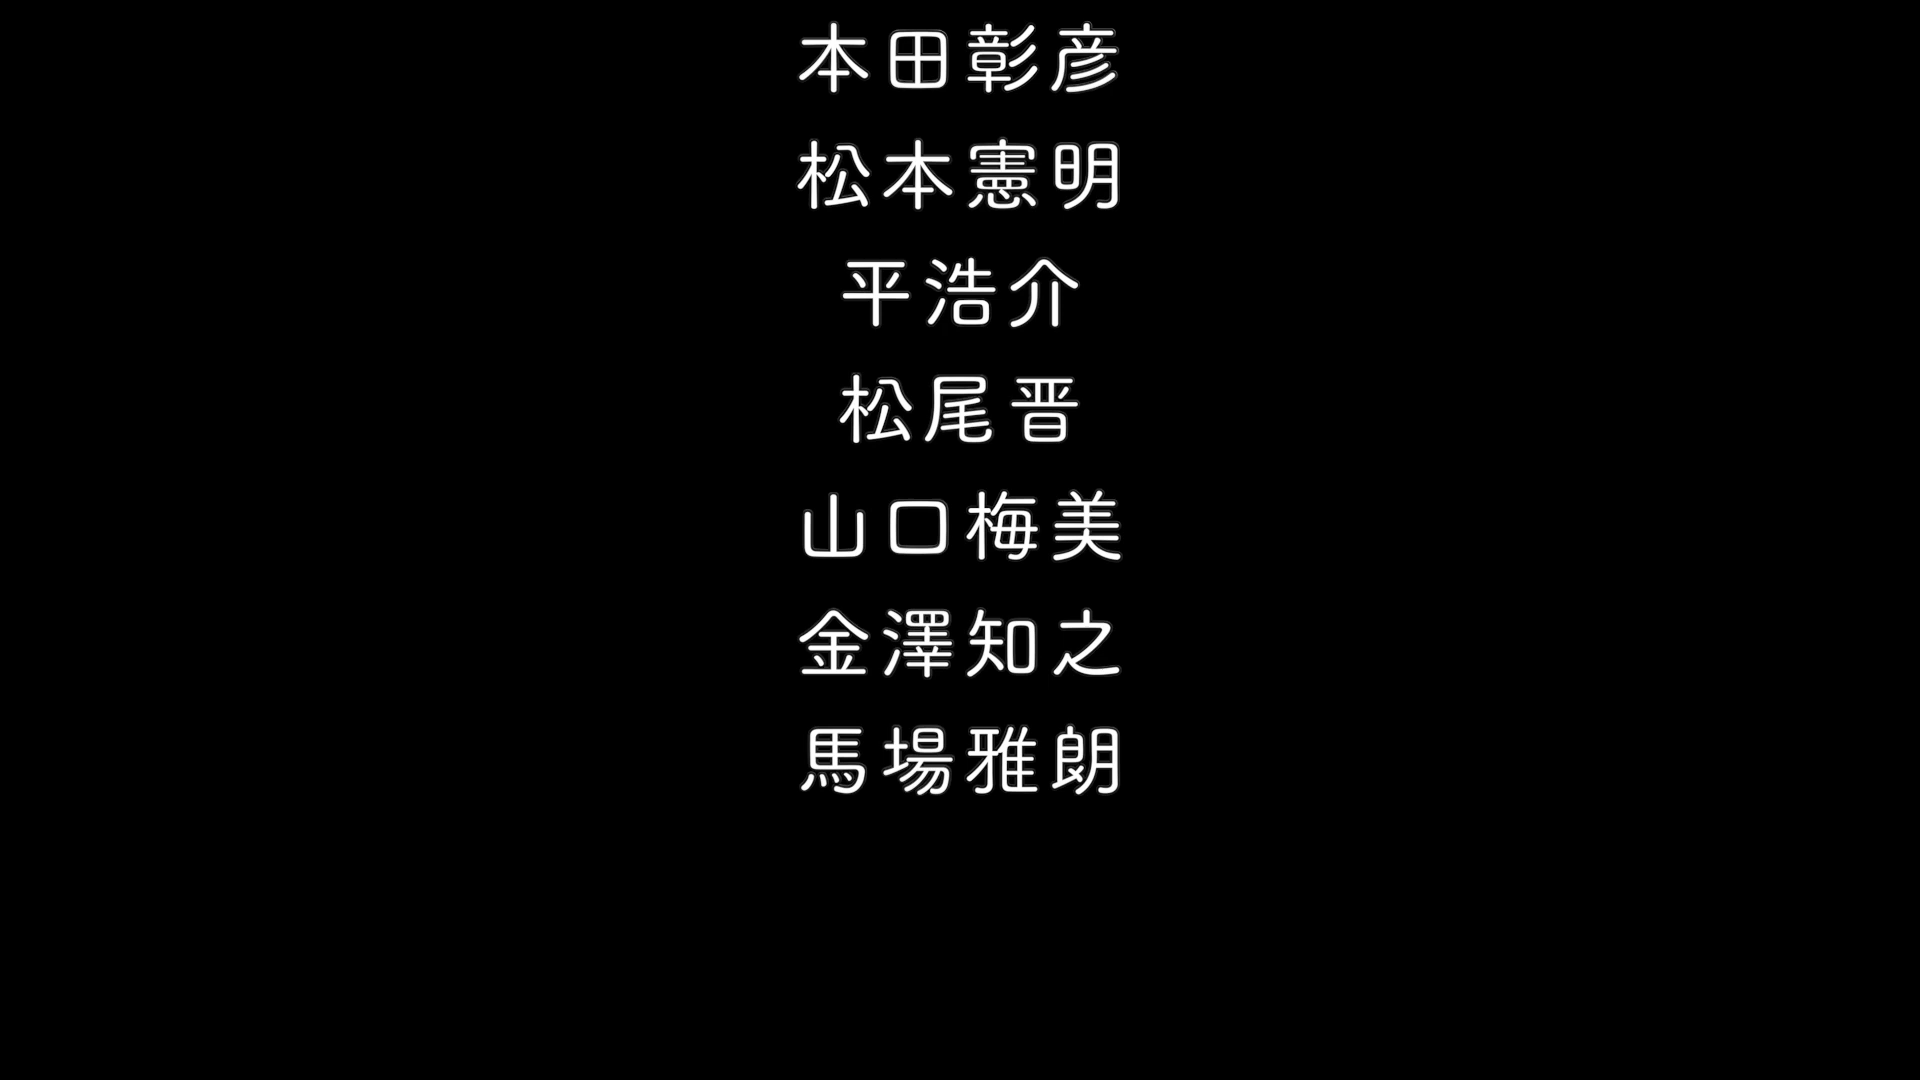 本田彰彦
松本憲明
平浩介
松尾晋
山口梅美
金澤知之
馬場雅朗